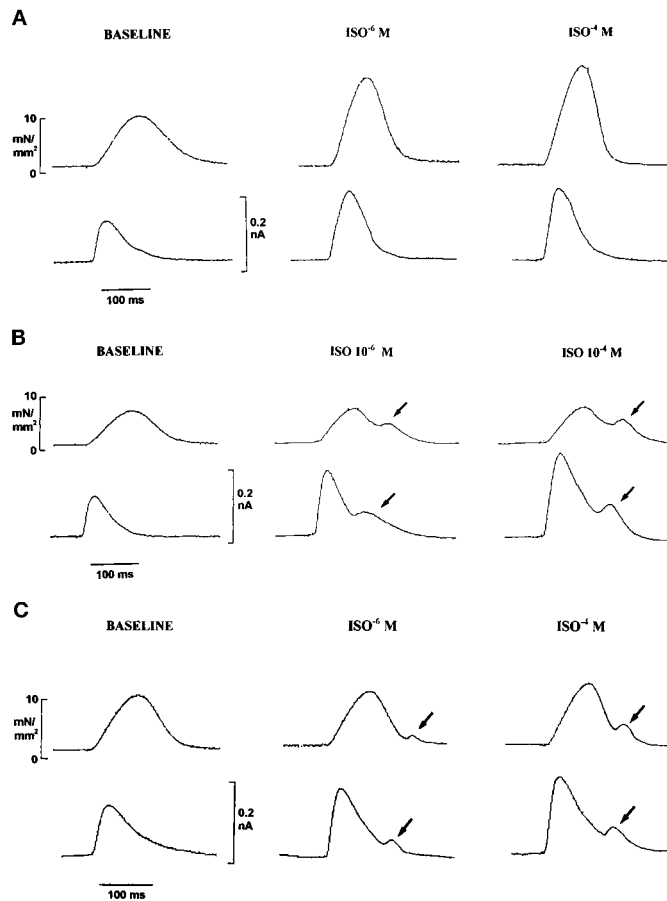 A
BASELINE ISO⁻⁶ M ISO⁻⁴ M
10
mN/
mm²
0
0.2
nA
100 ms
B
BASELINE ISO 10⁻⁶ M ISO 10⁻⁴ M
10
mN/
mm²
0
0.2
nA
100 ms
C
BASELINE ISO⁻⁶ M ISO⁻⁴ M
10
mN/
mm²
0
0.2
nA
100 ms